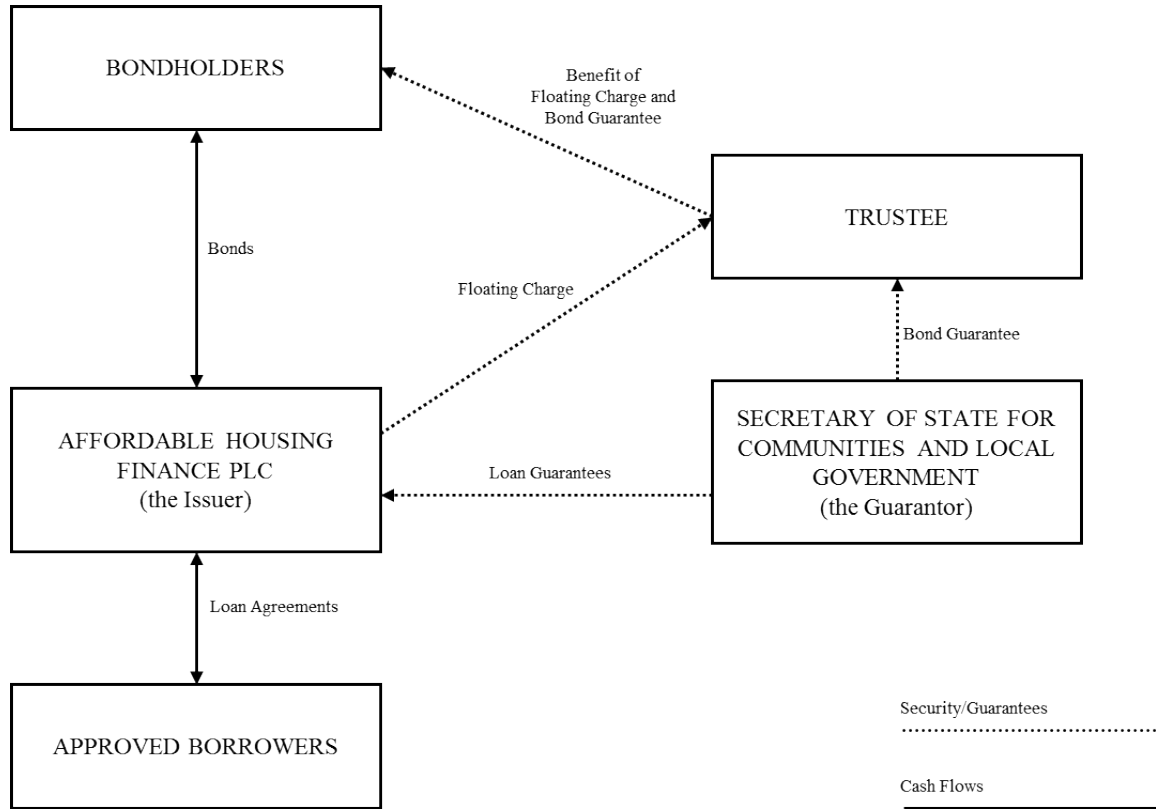 BONDHOLDERS
Benefit of
Floating Charge and
Bond Guarantee
TRUSTEE
Bonds
Floating Charge
Bond Guarantee
AFFORDABLE HOUSING
FINANCE PLC
(the Issuer)
Loan Guarantees
SECRETARY OF STATE FOR
COMMUNITIES AND LOCAL
GOVERNMENT
(the Guarantor)
Loan Agreements
APPROVED BORROWERS
Security/Guarantees
Cash Flows